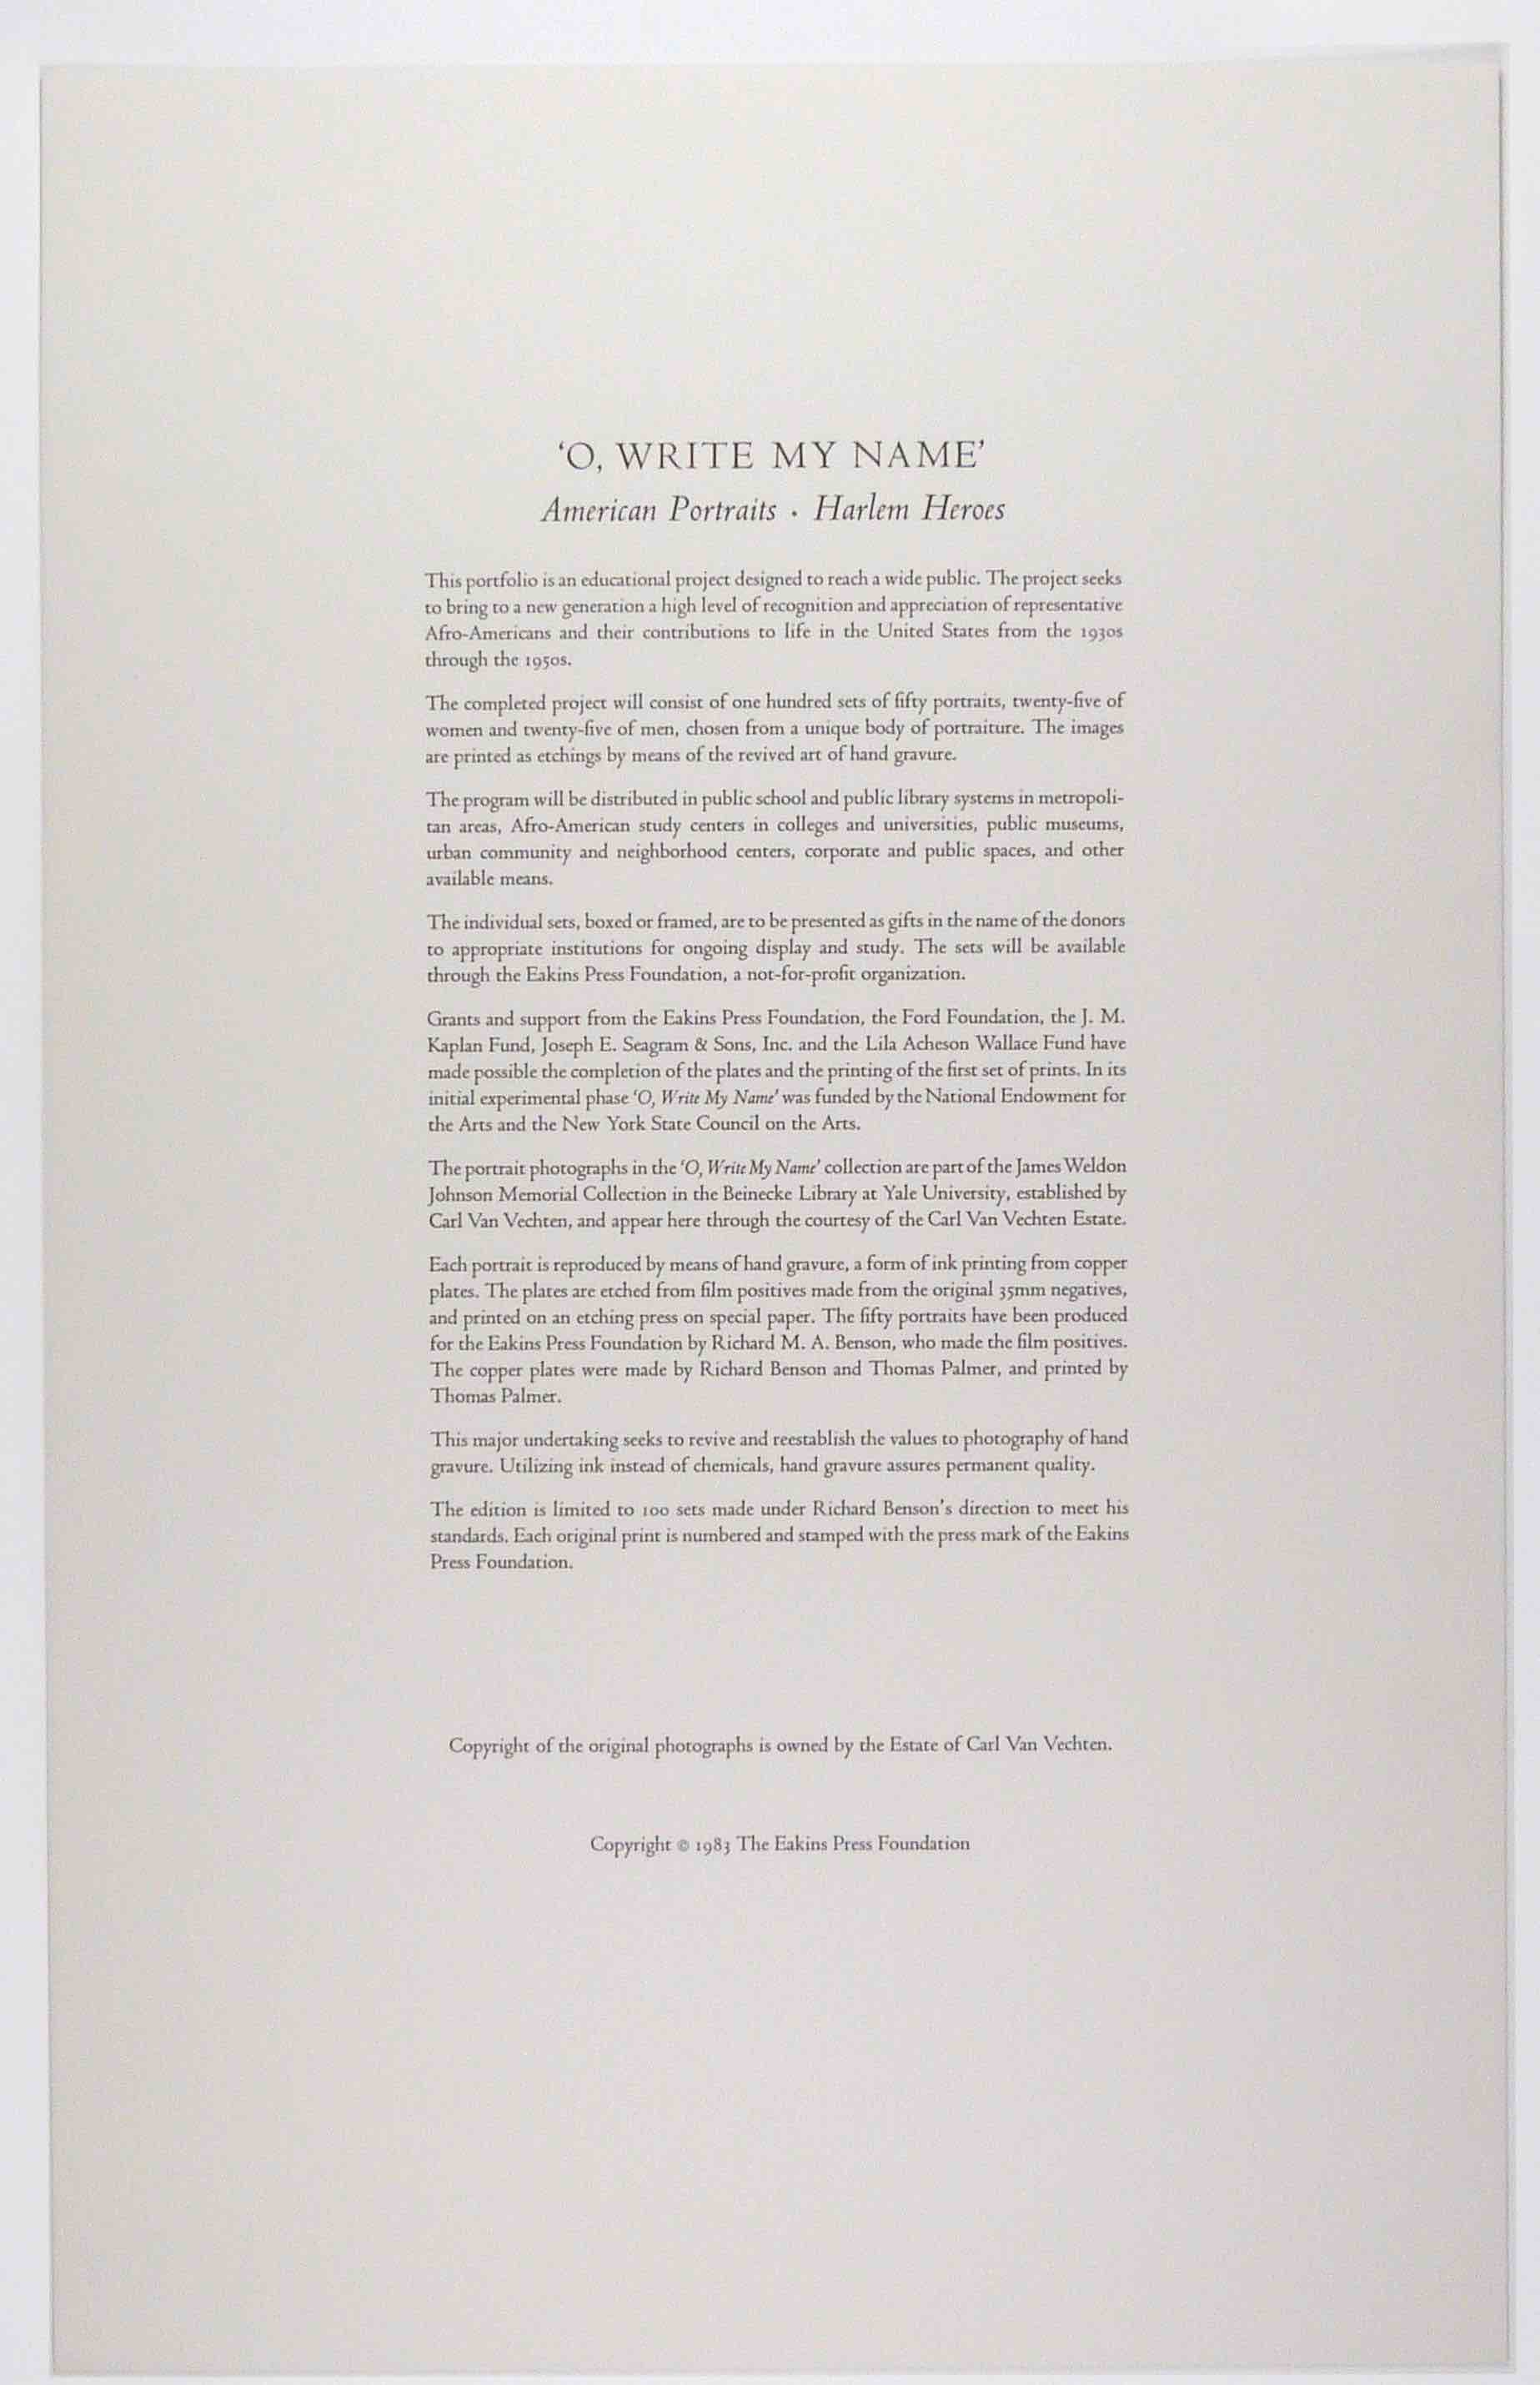 ‘O, WRITE MY NAME’
American Portraits · Harlem Heroes
This portfolio is an educational project designed to reach a wide public. The project seeks
to bring to a new generation a high level of recognition and appreciation of representative
Afro-Americans and their contributions to life in the United States from the 1930s
through the 1950s.
The completed project will consist of one hundred sets of fifty portraits, twenty-five of
women and twenty-five of men, chosen from a unique body of portraiture. The images
are printed as etchings by means of the revived art of hand gravure.
The program will be distributed in public school and public library systems in metropoli-
tan areas, Afro-American study centers in colleges and universities, public museums,
urban community and neighborhood centers, corporate and public spaces, and other
available means.
The individual sets, boxed or framed, are to be presented as gifts in the name of the donors
to appropriate institutions for ongoing display and study. The sets will be available
through the Eakins Press Foundation, a not-for-profit organization.
Grants and support from the Eakins Press Foundation, the Ford Foundation, the J. M.
Kaplan Fund, Joseph E. Seagram & Sons, Inc. and the Lila Acheson Wallace Fund have
made possible the completion of the plates and the printing of the first set of prints. In its
initial experimental phase ‘O, Write My Name’ was funded by the National Endowment for
the Arts and the New York State Council on the Arts.
The portrait photographs in the ‘O, Write My Name’ collection are part of the James Weldon
Johnson Memorial Collection in the Beinecke Library at Yale University, established by
Carl Van Vechten, and appear here through the courtesy of the Carl Van Vechten Estate.
Each portrait is reproduced by means of hand gravure, a form of ink printing from copper
plates. The plates are etched from film positives made from the original 35mm negatives,
and printed on an etching press on special paper. The fifty portraits have been produced
for the Eakins Press Foundation by Richard M. A. Benson, who made the film positives.
The copper plates were made by Richard Benson and Thomas Palmer, and printed by
Thomas Palmer.
This major undertaking seeks to revive and reestablish the values to photography of hand
gravure. Utilizing ink instead of chemicals, hand gravure assures permanent quality.
The edition is limited to 100 sets made under Richard Benson’s direction to meet his
standards. Each original print is numbered and stamped with the press mark of the Eakins
Press Foundation.
Copyright of the original photographs is owned by the Estate of Carl Van Vechten.
Copyright © 1983 The Eakins Press Foundation